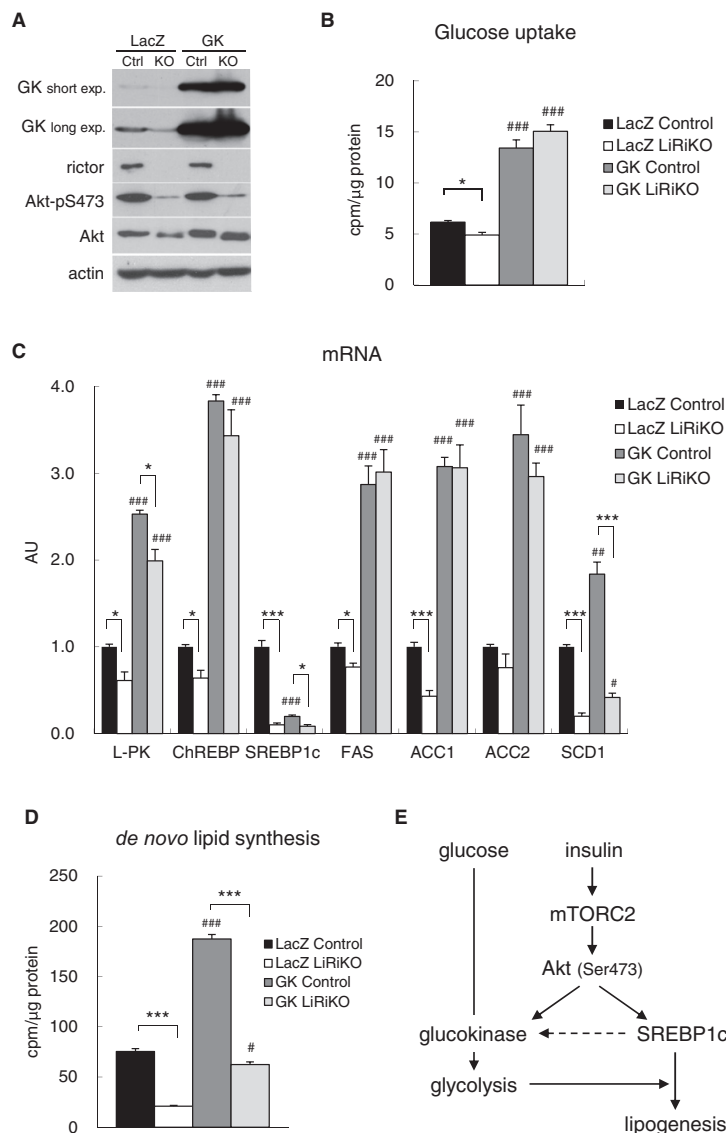 A
LacZ GK
Ctrl KO Ctrl KO
GK short exp.
GK long exp.
rictor
Akt-pS473
Akt
actin
B
Glucose uptake
20
15
10
5
0
cpm/µg protein
*
###
###
LacZ Control
LacZ LiRiKO
GK Control
GK LiRiKO
C
mRNA
4.0
3.0
2.0
1.0
0.0
AU
*
###
*
###
*
###
###
***
###
*
*
###
###
***
###
###
###
###
***
##
***
#
L-PK ChREBP SREBP1c FAS ACC1 ACC2 SCD1
LacZ Control
LacZ LiRiKO
GK Control
GK LiRiKO
D
de novo lipid synthesis
250
200
150
100
50
0
cpm/µg protein
***
###
***
#
LacZ Control
LacZ LiRiKO
GK Control
GK LiRiKO
E
glucose insulin
mTORC2
Akt (Ser473)
glucokinase SREBP1c
glycolysis
lipogenesis